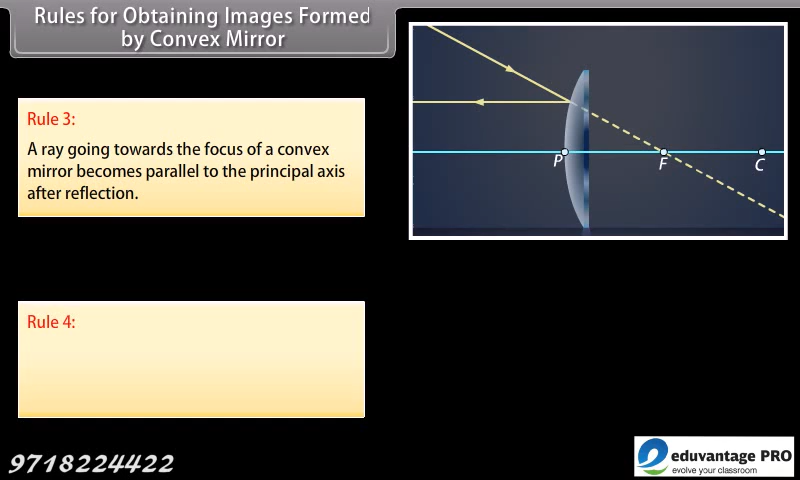 Rules for Obtaining Images Formed
by Convex Mirror
Rule 3:
A ray going towards the focus of a convex
mirror becomes parallel to the principal axis
after reflection.
P
F
C
Rule 4:
9718224422
eduvantage PRO
evolve your classroom